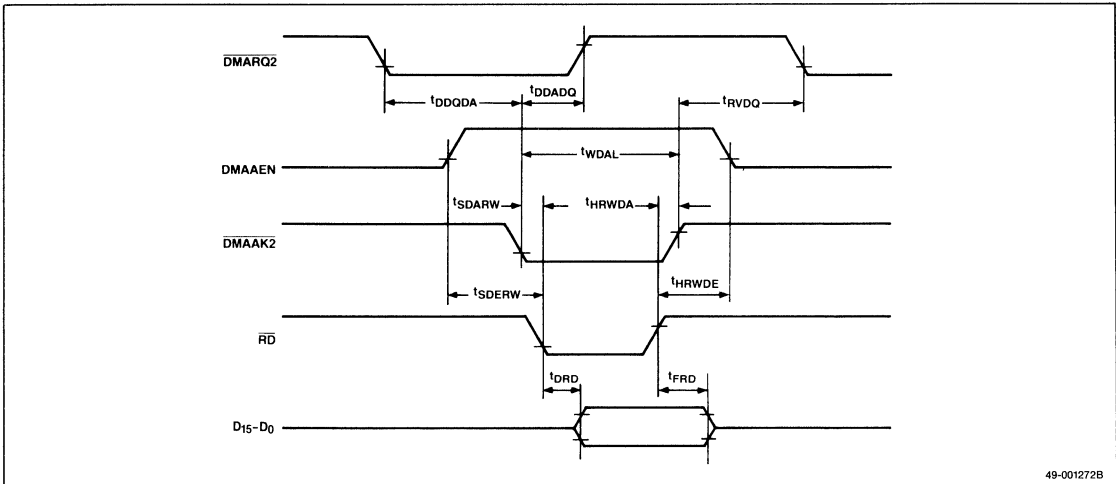 DMARQ2
tDDQDA
tDDADQ
tRVDQ
DMAAEN
tWDAL
tSDARW
tHRWDA
DMAAK2
tSDERW
tHRWDE
RD
tDRD
tFRD
D15-D0
49-001272B